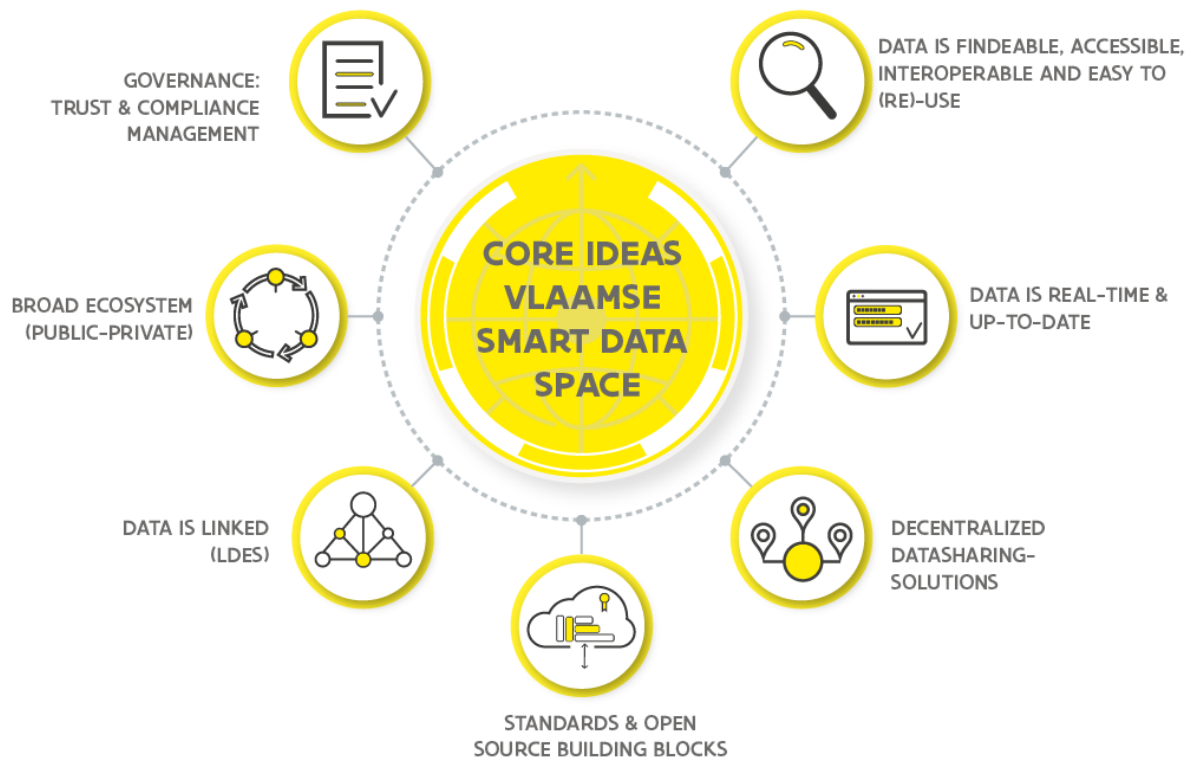 GOVERNANCE:
TRUST & COMPLIANCE
MANAGEMENT
DATA IS FINDEABLE, ACCESSIBLE,
INTEROPERABLE AND EASY TO
(RE)-USE
CORE IDEAS
VLAAMSE
SMART DATA
SPACE
BROAD ECOSYSTEM
(PUBLIC-PRIVATE)
DATA IS REAL-TIME &
UP-TO-DATE
DATA IS LINKED
(LDES)
DECENTRALIZED
DATASHARING-
SOLUTIONS
STANDARDS & OPEN
SOURCE BUILDING BLOCKS